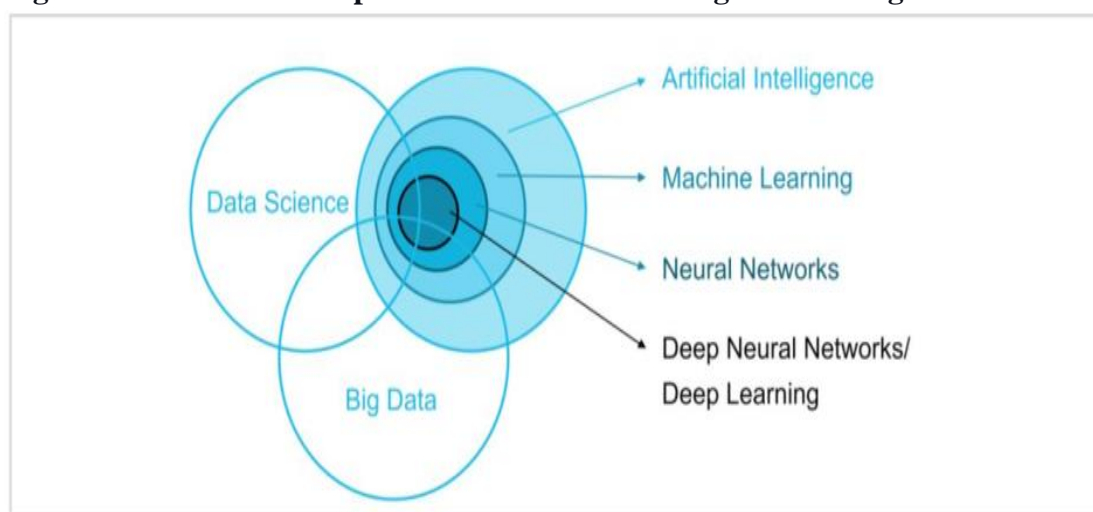 Artificial Intelligence
Machine Learning
Data Science
Neural Networks
Deep Neural Networks/
Deep Learning
Big Data